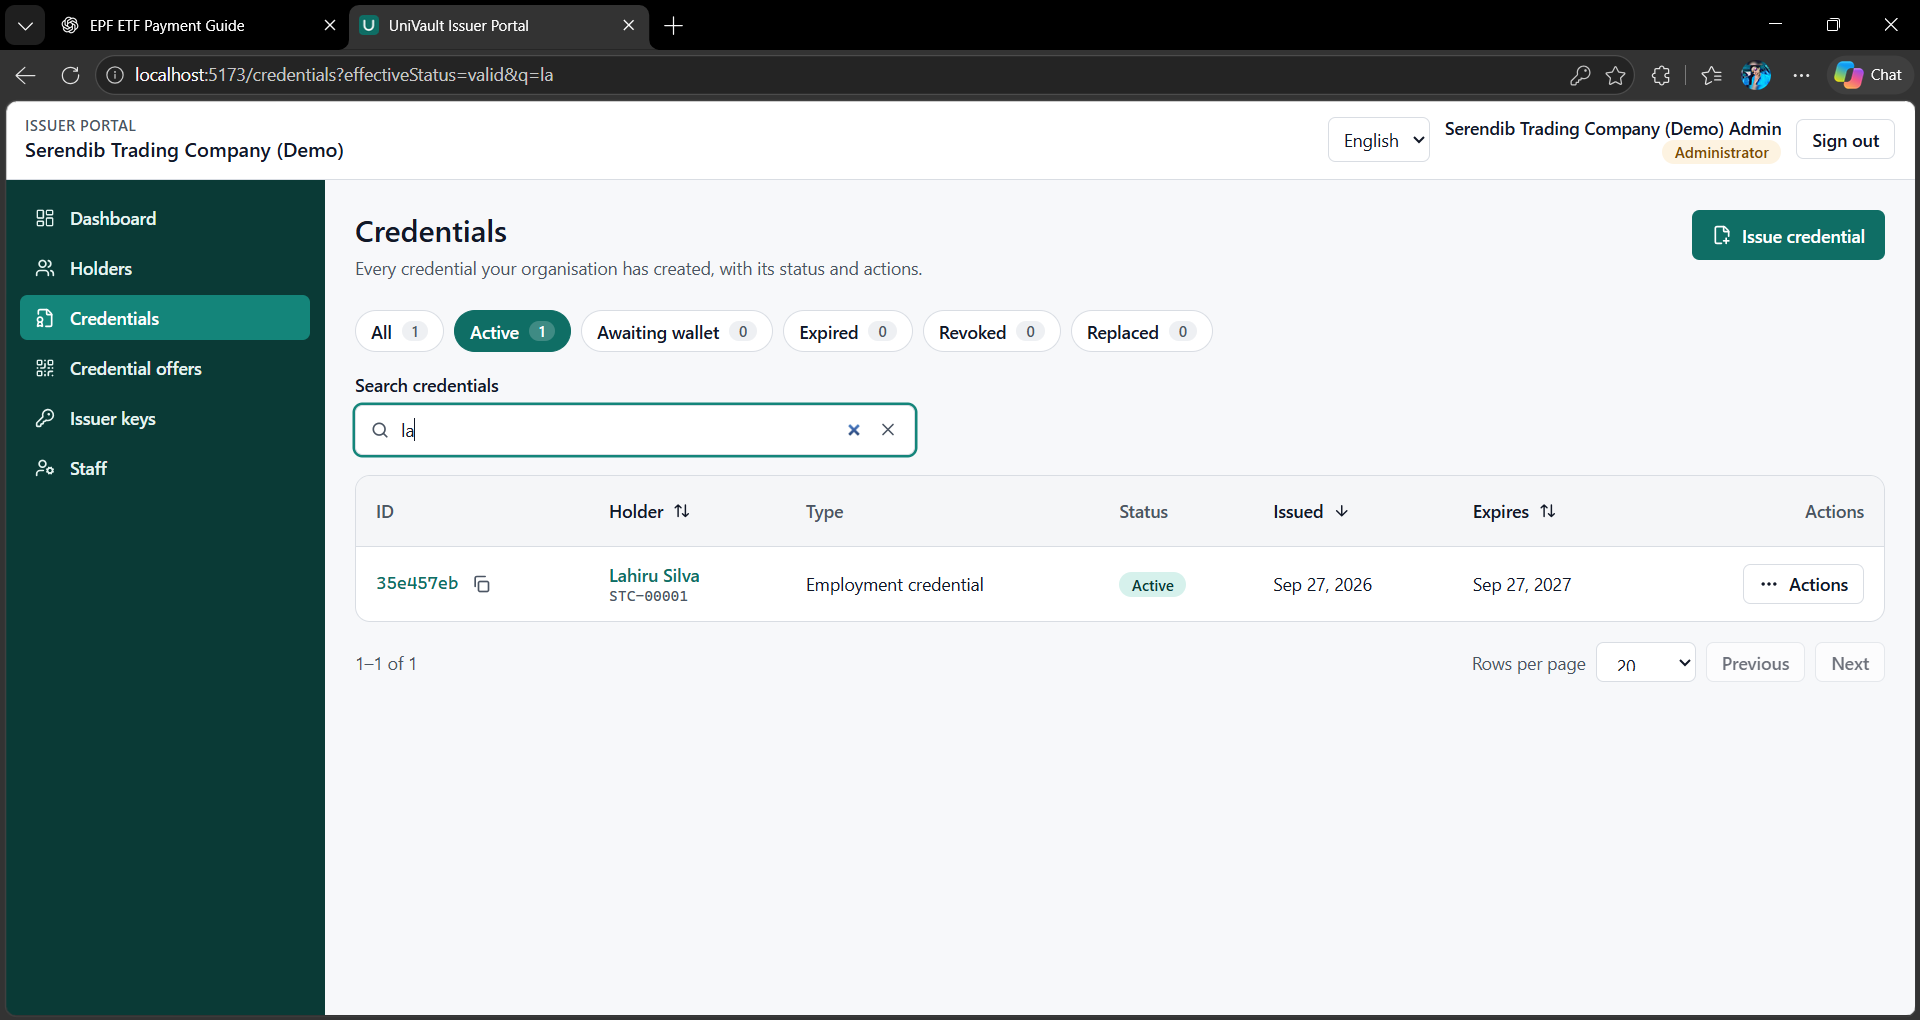 EPF ETF Payment Guide
UniVault Issuer Portal
localhost:5173/credentials?effectiveStatus=valid&q=la
Chat
ISSUER PORTAL
Serendib Trading Company (Demo)
English
Serendib Trading Company (Demo) Admin
Administrator
Sign out
Dashboard
Holders
Credentials
Credential offers
Issuer keys
Staff
Credentials
Every credential your organisation has created, with its status and actions.
Issue credential
All 1
Active 1
Awaiting wallet 0
Expired 0
Revoked 0
Replaced 0
Search credentials
la
ID Holder Type Status Issued Expires Actions
35e457eb Lahiru Silva Employment credential Active Sep 27, 2026 Sep 27, 2027 Actions
STC-00001
1–1 of 1
Rows per page 20 Previous Next